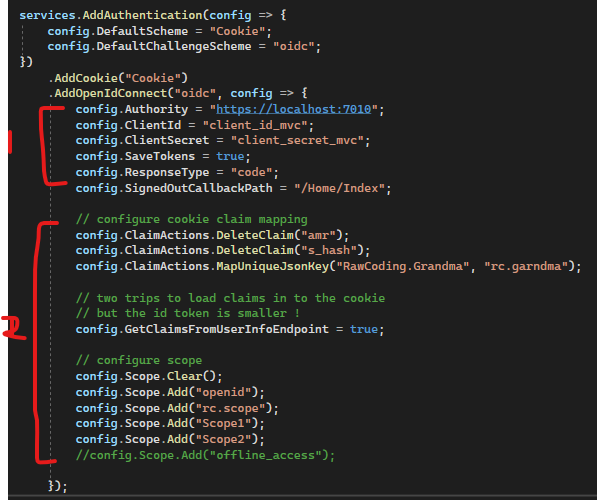 services.AddAuthentication(config => {
config.DefaultScheme = "Cookie";
config.DefaultChallengeScheme = "oidc";
})
.AddCookie("Cookie")
.AddOpenIdConnect("oidc", config => {
config.Authority = "https://localhost:7010";
config.ClientId = "client_id_mvc";
config.ClientSecret = "client_secret_mvc";
config.SaveTokens = true;
config.ResponseType = "code";
config.SignedOutCallbackPath = "/Home/Index";
// configure cookie claim mapping
config.ClaimActions.DeleteClaim("amr");
config.ClaimActions.DeleteClaim("s_hash");
config.ClaimActions.MapUniqueJsonKey("RawCoding.Grandma", "rc.garndma");
// two trips to load claims in to the cookie
// but the id token is smaller !
config.GetClaimsFromUserInfoEndpoint = true;
// configure scope
config.Scope.Clear();
config.Scope.Add("openid");
config.Scope.Add("rc.scope");
config.Scope.Add("Scope1");
config.Scope.Add("Scope2");
//config.Scope.Add("offline_access");
});